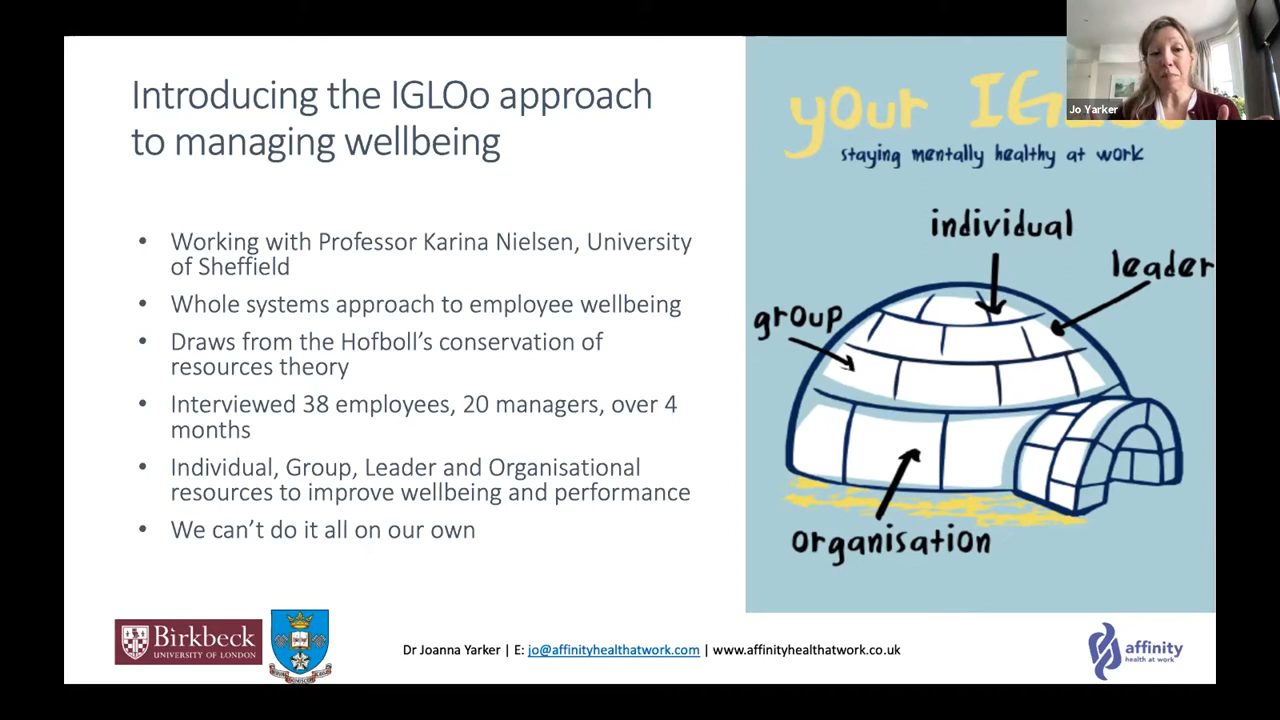 Introducing the IGLOo approach
to managing wellbeing
• Working with Professor Karina Nielsen, University
of Sheffield
• Whole systems approach to employee wellbeing
• Draws from the Hofboll's conservation of
resources theory
• Interviewed 38 employees, 20 managers, over 4
months
• Individual, Group, Leader and Organisational
resources to improve wellbeing and performance
• We can't do it all on our own
your
staying mentally healthy at work
individual
leader
group
organisation
Jo Yarker
Birkbeck
UNIVERSITY OF LONDON
Dr Joanna Yarker | E: jo@affinityhealthatwork.com | www.affinityhealthatwork.co.uk
affinity
health at work